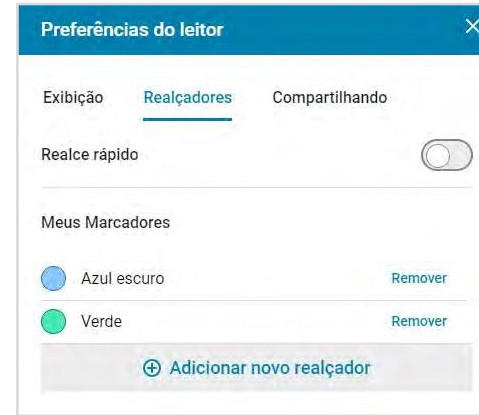 Preferências do leitor
Exibição Realçadores Compartilhando
Realce rápido
Meus Marcadores
Azul escuro Remover
Verde Remover
Adicionar novo realçador